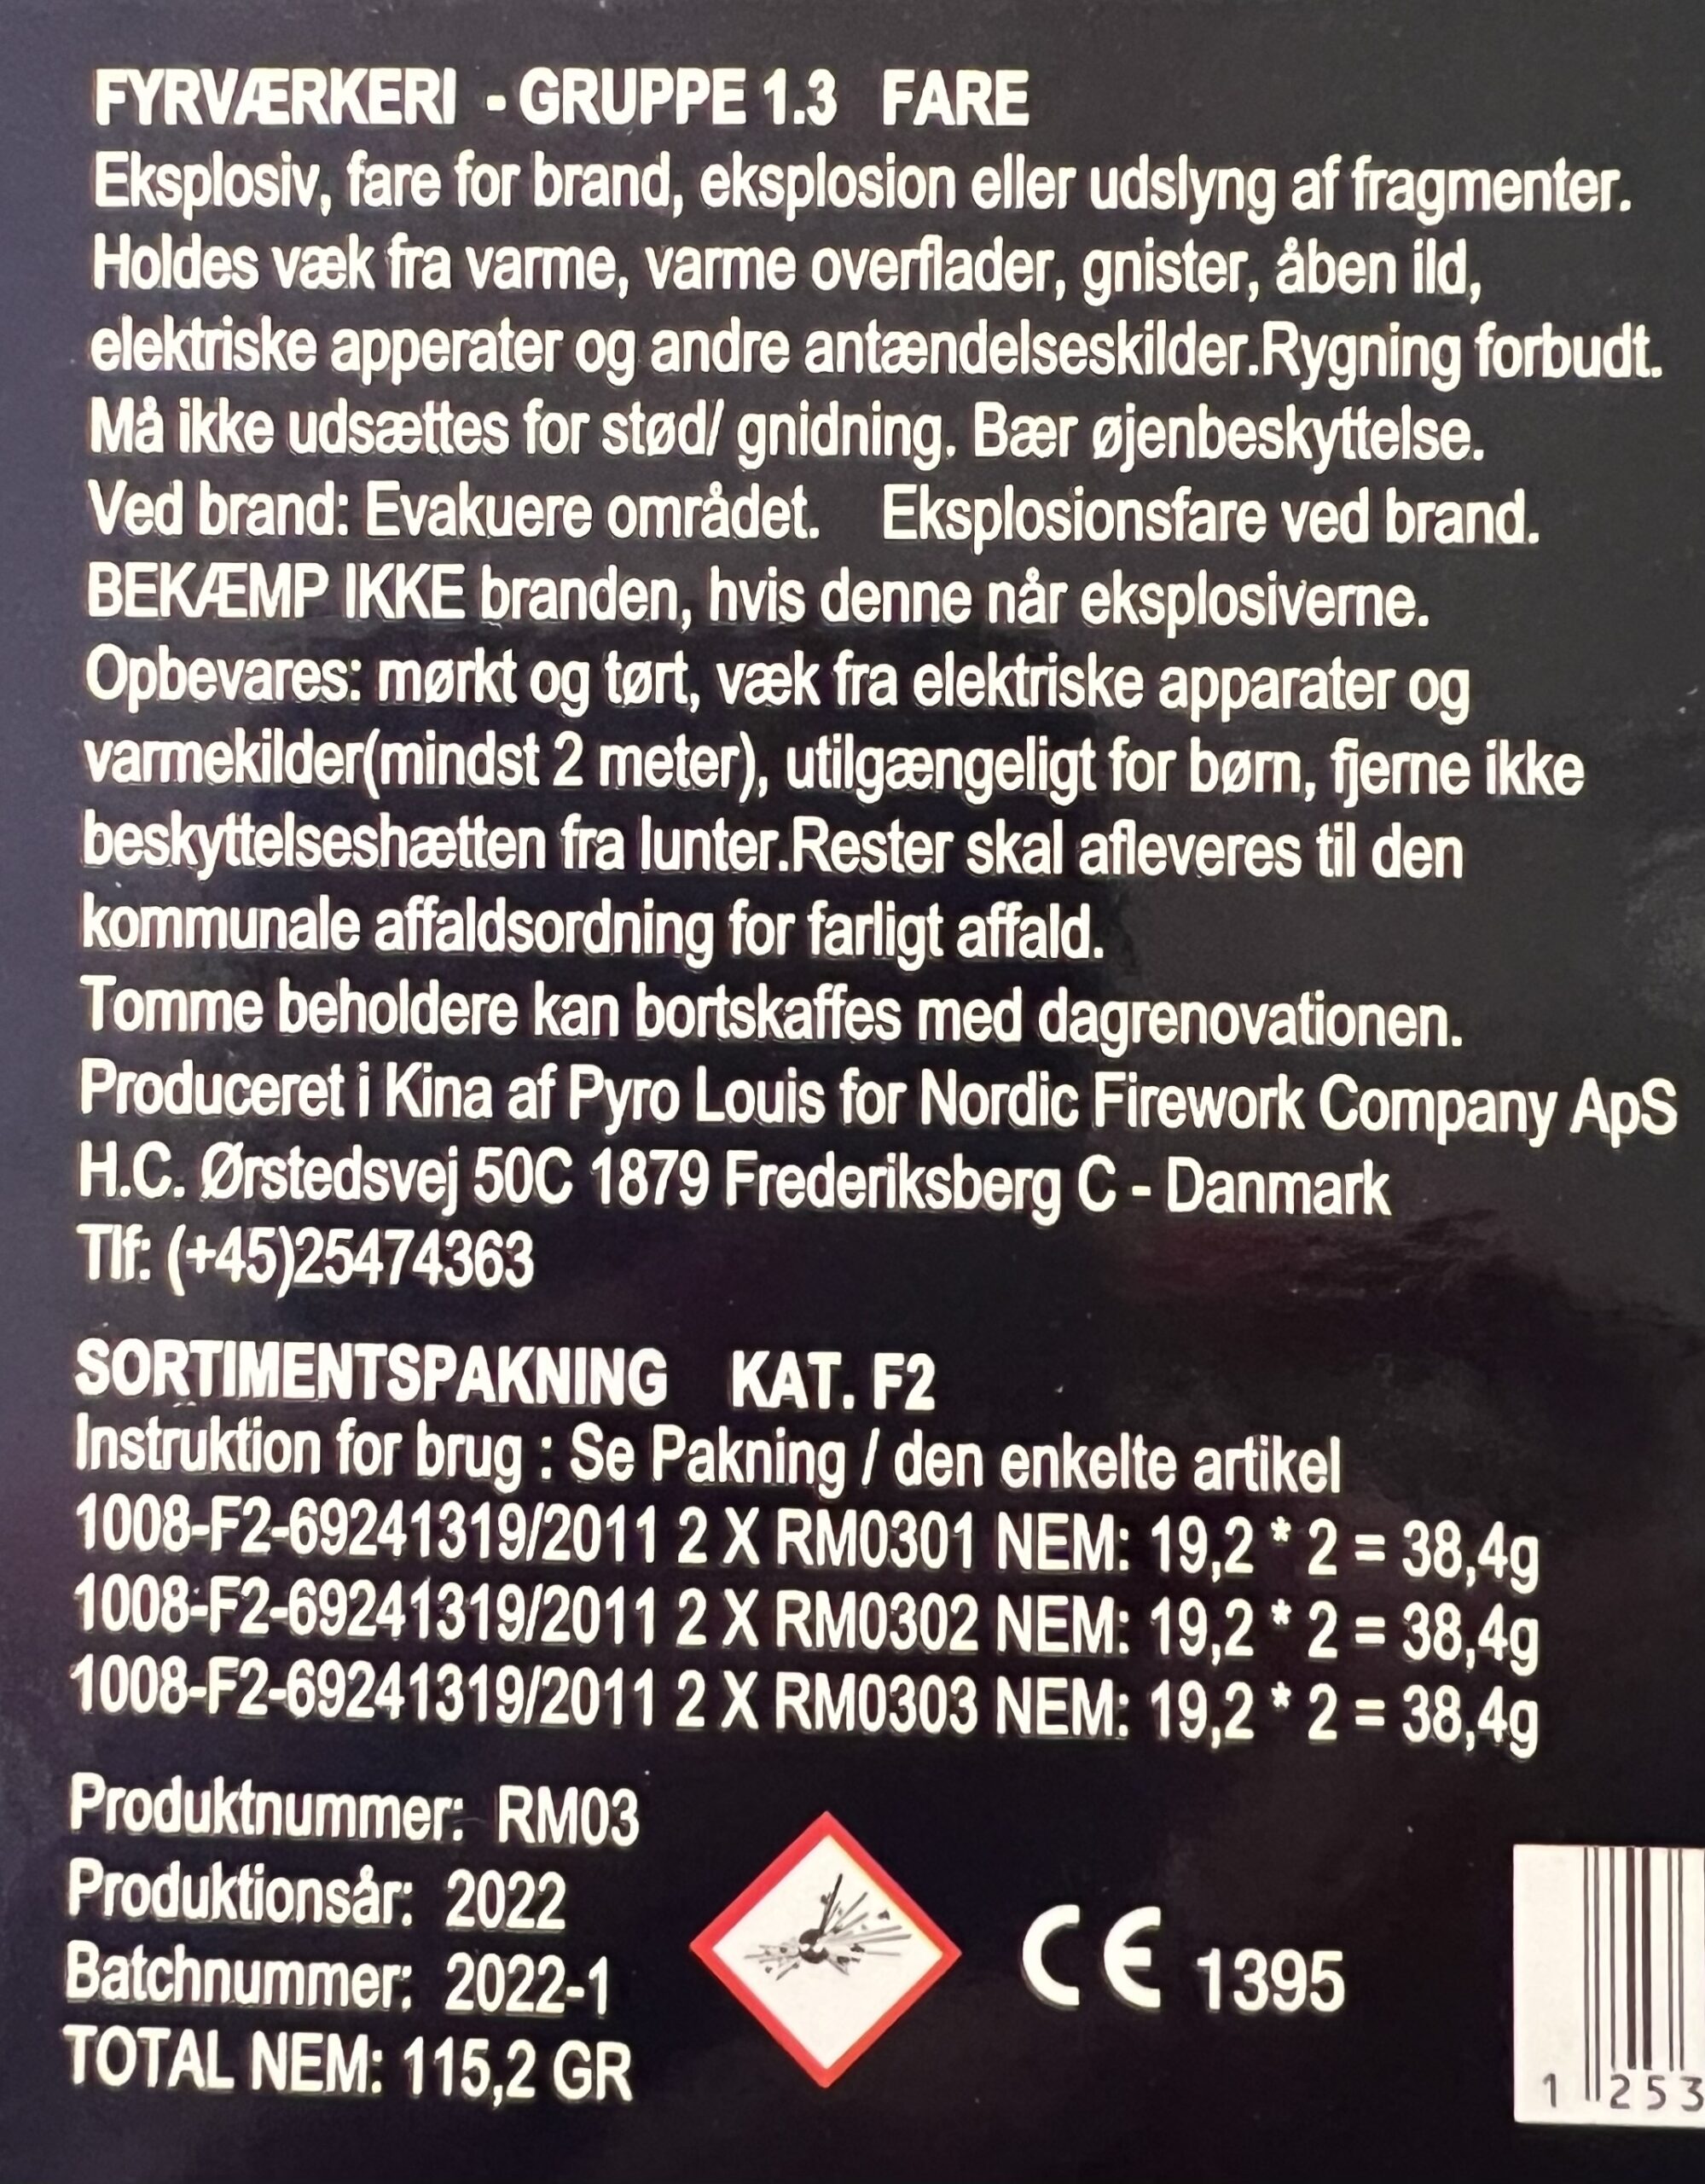 FYRVÆRKERI - GRUPPE 1.3 FARE
Eksplosiv, fare for brand, eksplosion eller udslyng af fragmenter.
Holdes væk fra varme, varme overflader, gnister, åben ild,
elektriske apperater og andre antændelseskilder.Rygning forbudt.
Må ikke udsættes for stød/ gnidning. Bær øjenbeskyttelse.
Ved brand: Evakuere området. Eksplosionsfare ved brand.
BEKÆMP IKKE branden, hvis denne når eksplosiverne.
Opbevares: mørkt og tørt, væk fra elektriske apparater og
varmekilder(mindst 2 meter), utilgængeligt for børn, fjerne ikke
beskyttelseshætten fra lunter.Rester skal afleveres til den
kommunale affaldsordning for farligt affald.
Tomme beholdere kan bortskaffes med dagrenovationen.
Produceret i Kina af Pyro Louis for Nordic Firework Company ApS
H.C. Ørstedsvej 50C 1879 Frederiksberg C - Danmark
Tlf: (+45)25474363
SORTIMENTSPAKNING KAT. F2
Instruktion for brug : Se Pakning / den enkelte artikel
1008-F2-69241319/2011 2 X RM0301 NEM: 19,2 * 2 = 38,4g
1008-F2-69241319/2011 2 X RM0302 NEM: 19,2 * 2 = 38,4g
1008-F2-69241319/2011 2 X RM0303 NEM: 19,2 * 2 = 38,4g
Produktnummer: RM03
Produktionsår: 2022
Batchnummer: 2022-1
TOTAL NEM: 115,2 GR
CE 1395
1 253